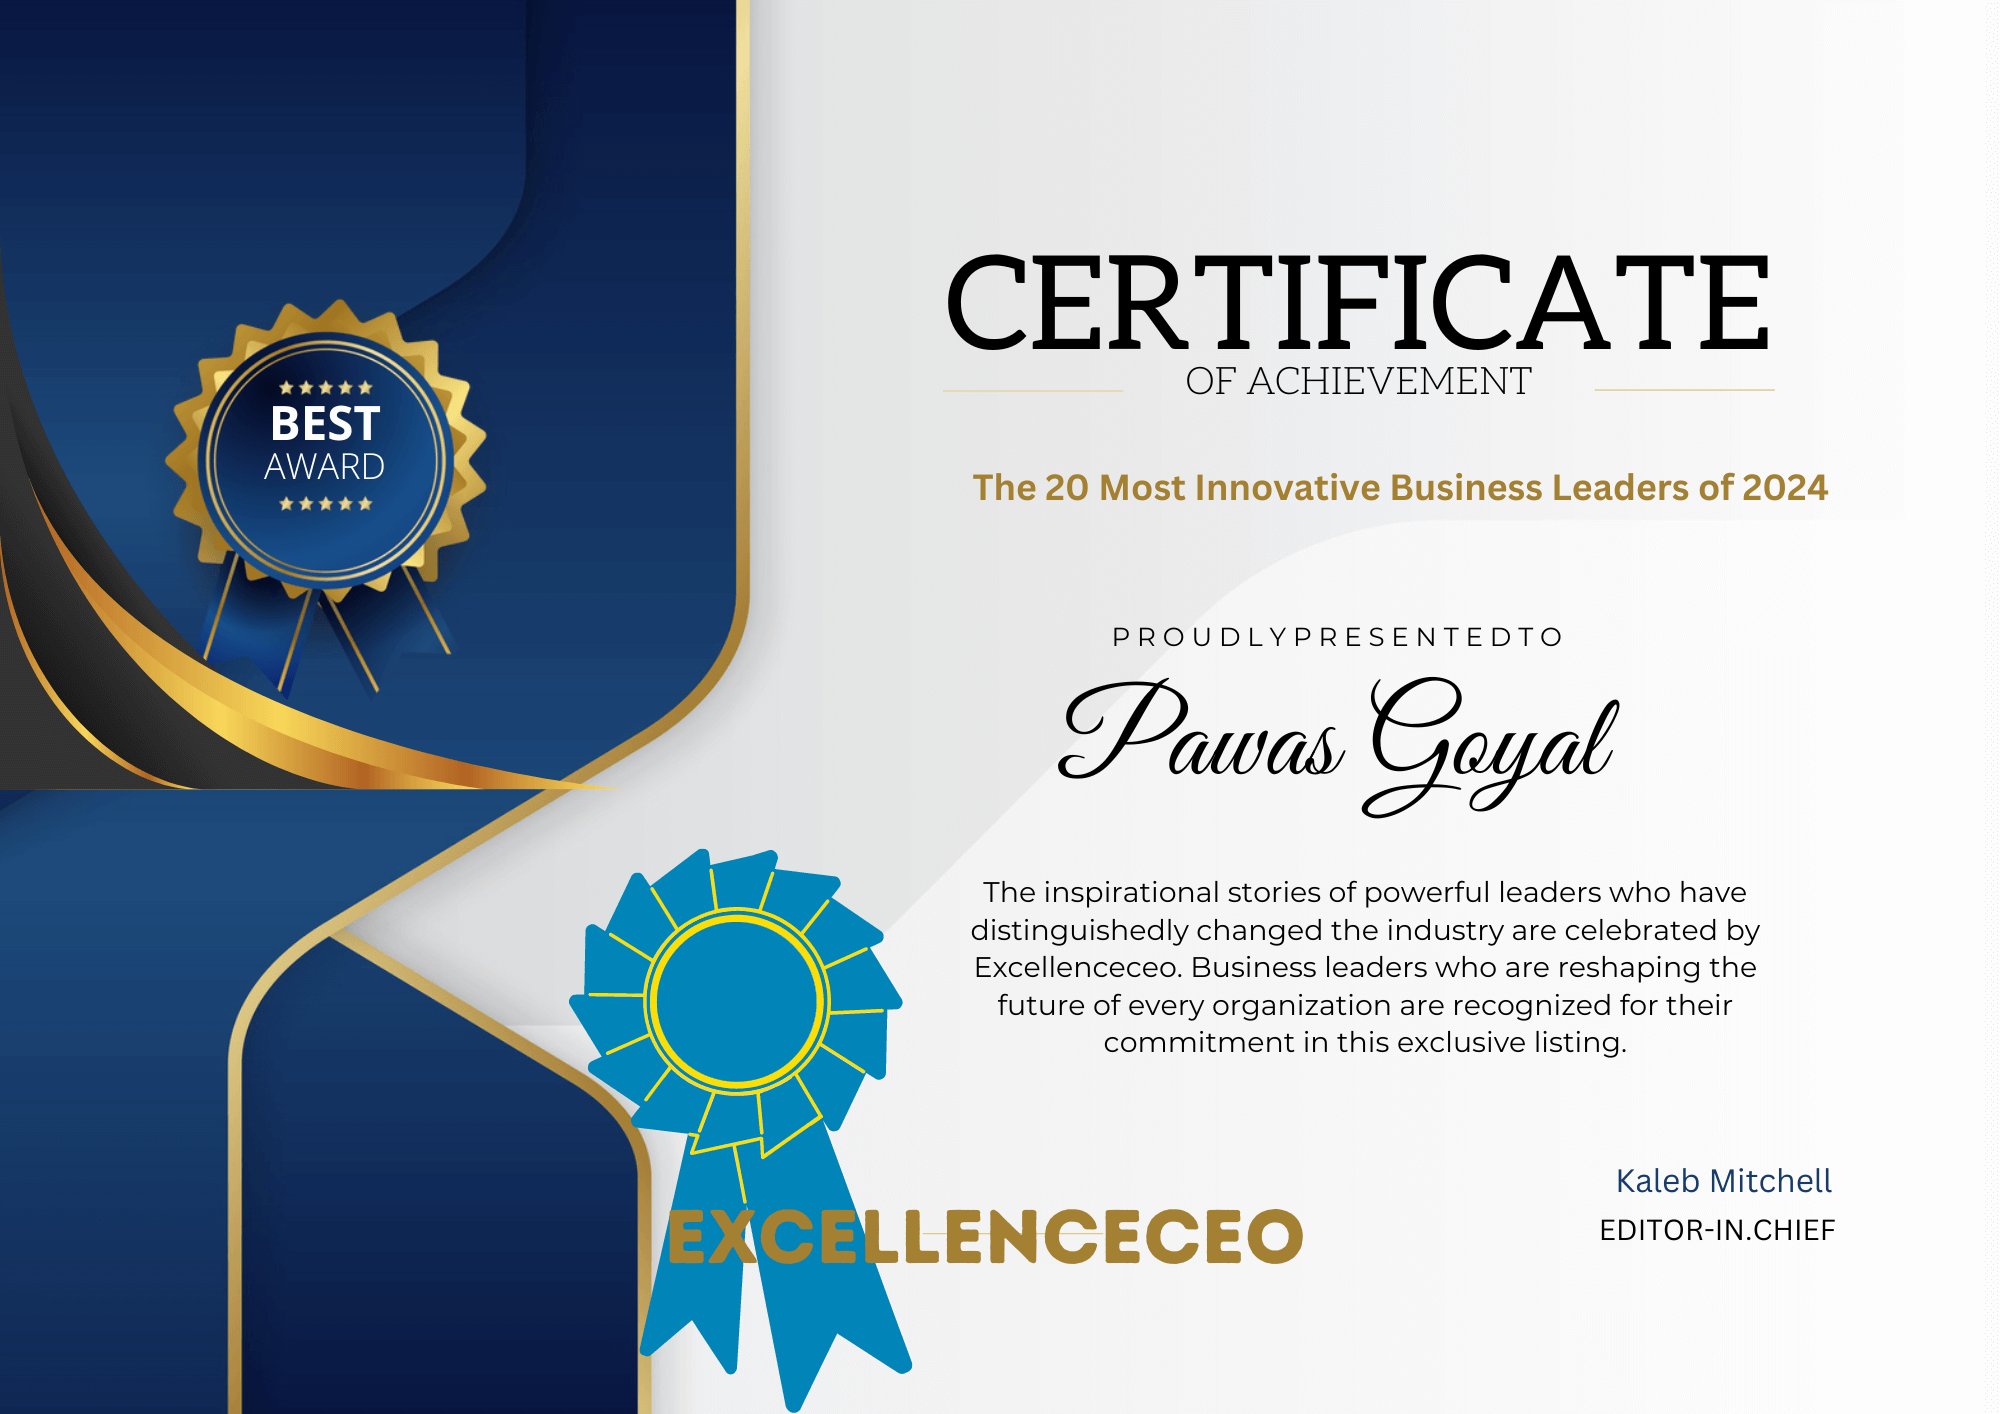 BEST
AWARD
CERTIFICATE
OF ACHIEVEMENT
The 20 Most Innovative Business Leaders of 2024
PROUDLYPRESENTEDTO
Pawas Goyal
The inspirational stories of powerful leaders who have
distinguishedly changed the industry are celebrated by
Excellenceceo. Business leaders who are reshaping the
future of every organization are recognized for their
commitment in this exclusive listing.
Kaleb Mitchell
EDITOR-IN.CHIEF
EXCELLENCECEO